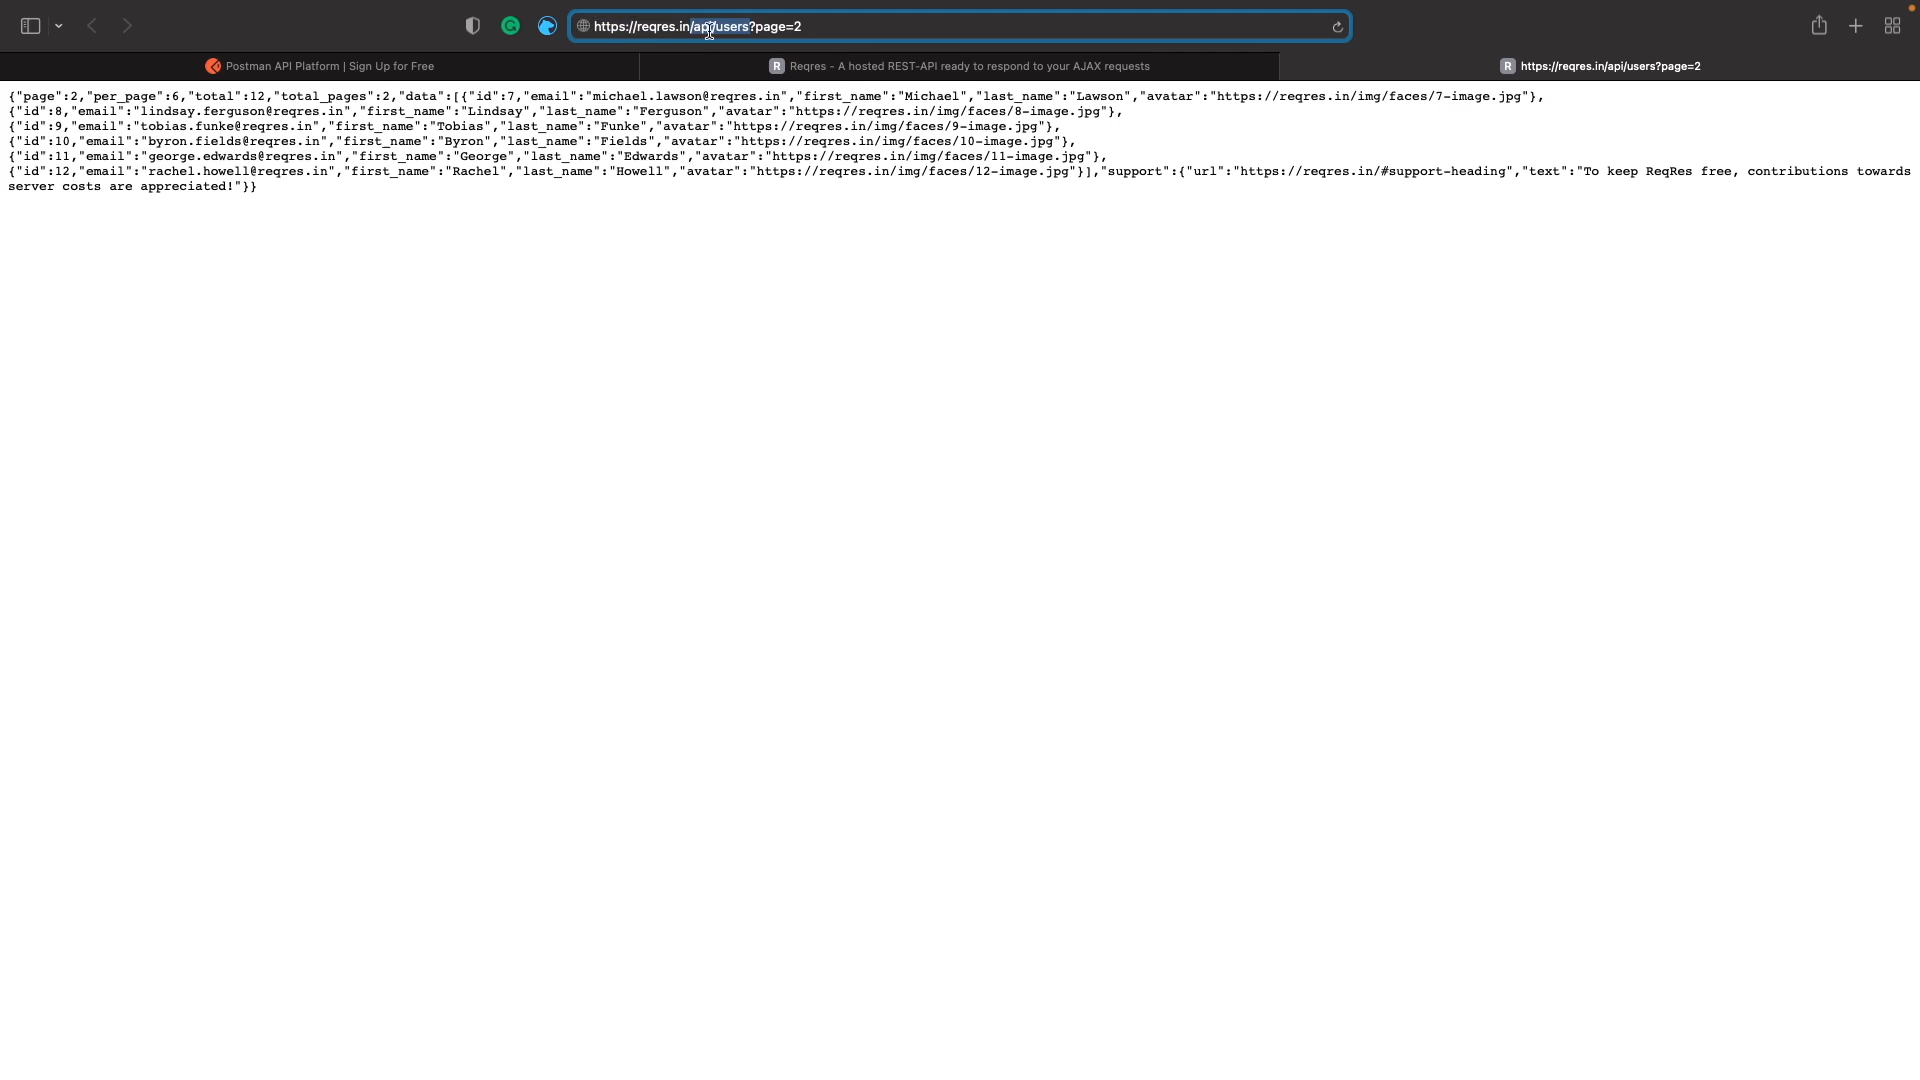 https://reqres.in/api/users?page=2
Postman API Platform | Sign Up for Free
R Reqres - A hosted REST-API ready to respond to your AJAX requests
R https://reqres.in/api/users?page=2
{"page":2,"per_page":6,"total":12,"total_pages":2,"data":[{"id":7,"email":"michael.lawson@reqres.in","first_name":"Michael","last_name":"Lawson","avatar":"https://reqres.in/img/faces/7-image.jpg"},
{"id":8,"email":"lindsay.ferguson@reqres.in","first_name":"Lindsay","last_name":"Ferguson","avatar":"https://reqres.in/img/faces/8-image.jpg"},
{"id":9,"email":"tobias.funke@reqres.in","first_name":"Tobias","last_name":"Funke","avatar":"https://reqres.in/img/faces/9-image.jpg"},
{"id":10,"email":"byron.fields@reqres.in","first_name":"Byron","last_name":"Fields","avatar":"https://reqres.in/img/faces/10-image.jpg"},
{"id":11,"email":"george.edwards@reqres.in","first_name":"George","last_name":"Edwards","avatar":"https://reqres.in/img/faces/11-image.jpg"},
{"id":12,"email":"rachel.howell@reqres.in","first_name":"Rachel","last_name":"Howell","avatar":"https://reqres.in/img/faces/12-image.jpg"}],"support":{"url":"https://reqres.in/#support-heading","text":"To keep ReqRes free, contributions towards
server costs are appreciated!"}}